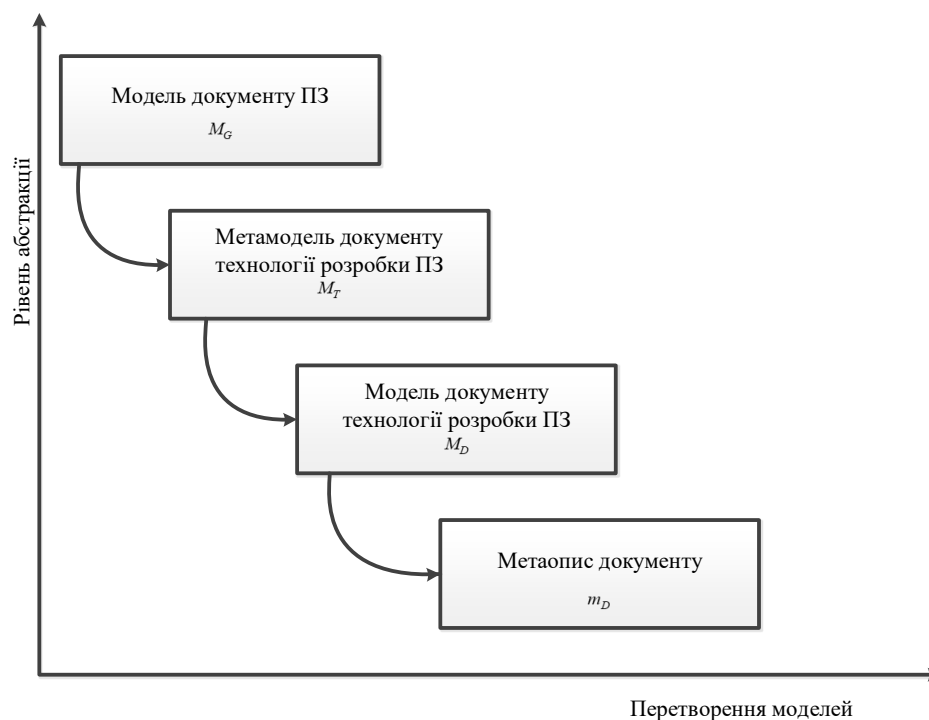 Модель документу ПЗ
M_G
Рівень абстракції
Метамодель документу
технології розробки ПЗ
M_T
Модель документу
технології розробки ПЗ
M_D
Метаопис документу
m_D
Перетворення моделей